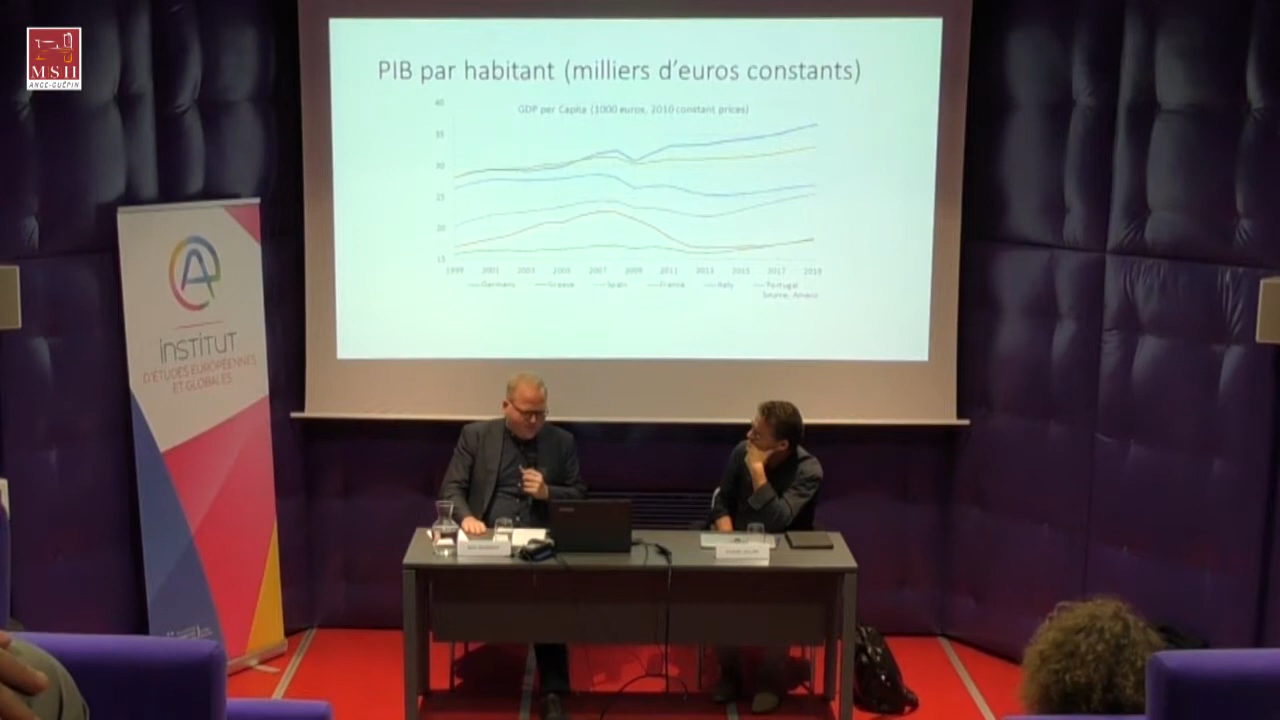 MSH
ANGE-GUÉPIN
PIB par habitant (milliers d'euros constants)
GDP per Capita (1000 euros, 2010 constant prices)
40
35
30
25
20
15
1999 2001 2003 2005 2007 2009 2011 2013 2015 2017 2019
Germany Greece Spain France Italy Portugal
Source: Ameco
A
iNSTiTUT
D'ÉTUDES EUROPÉENNES
ET GLOBALES